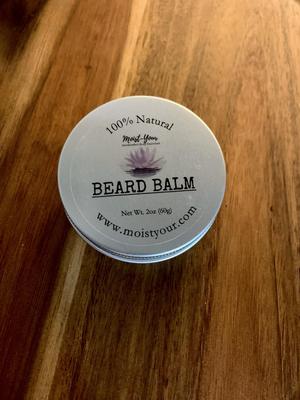 100% Natural
Moist-Your
BEARD BALM
Net Wt. 2oz (60g)
www.moistyour.com